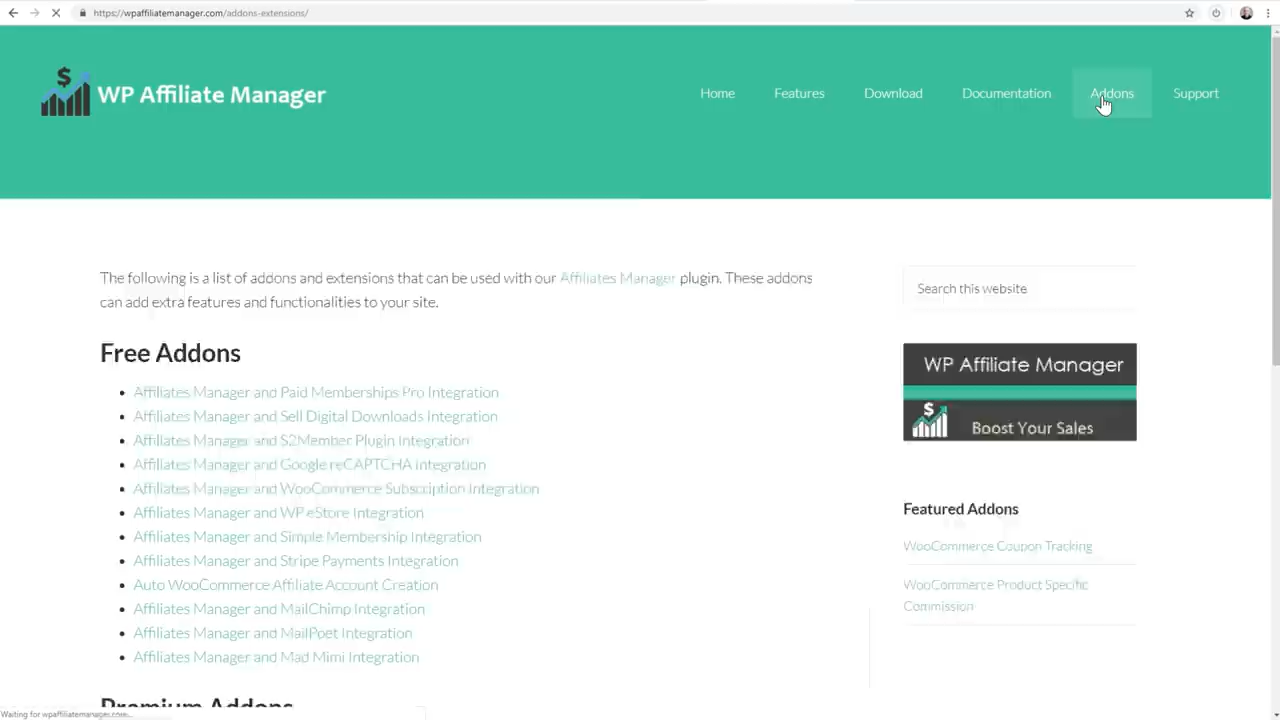 https://wpaffiliatemanager.com/addons-extensions/
WP Affiliate Manager
Home Features Download Documentation Addons Support
The following is a list of addons and extensions that can be used with our Affiliates Manager plugin. These addons
can add extra features and functionalities to your site.
Search this website
Free Addons
WP Affiliate Manager
Boost Your Sales
Affiliates Manager and Paid Memberships Pro Integration
Affiliates Manager and Sell Digital Downloads Integration
Affiliates Manager and S2Member Plugin Integration
Affiliates Manager and Google reCAPTCHA Integration
Affiliates Manager and WooCommerce Subscription Integration
Affiliates Manager and WP eStore Integration
Affiliates Manager and Simple Membership Integration
Affiliates Manager and Stripe Payments Integration
Auto WooCommerce Affiliate Account Creation
Affiliates Manager and MailChimp Integration
Affiliates Manager and MailPoet Integration
Affiliates Manager and Mad Mimi Integration
Featured Addons
WooCommerce Coupon Tracking
WooCommerce Product Specific
Commission
Premium Addons
Waiting for wpaffiliatemanager.com...